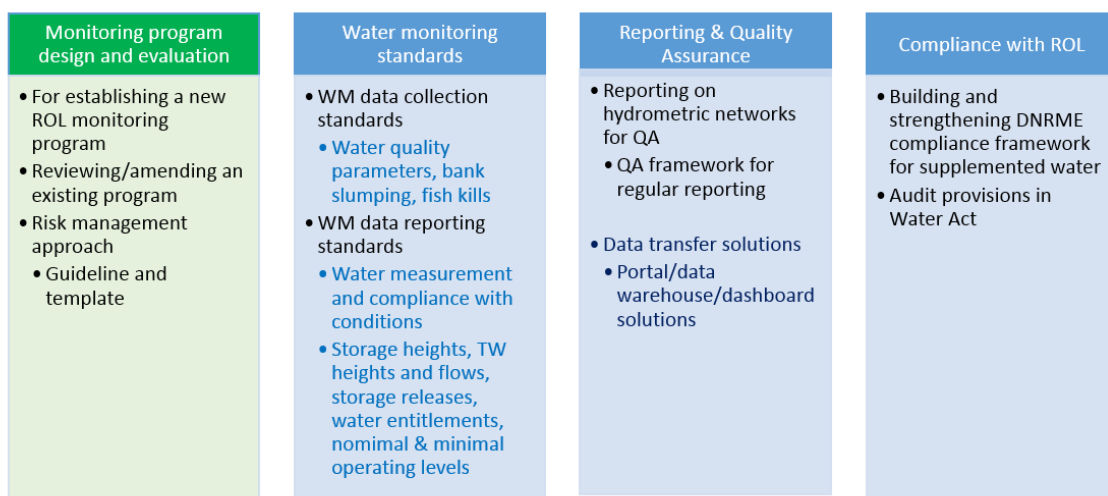 Monitoring program
design and evaluation
• For establishing a new
ROL monitoring
program
• Reviewing/amending an
existing program
• Risk management
approach
• Guideline and
template
Water monitoring
standards
• WM data collection
standards
• Water quality
parameters, bank
slumping, fish kills
• WM data reporting
standards
• Water measurement
and compliance with
conditions
• Storage heights, TW
heights and flows,
storage releases,
water entitlements,
nomimal & minimal
operating levels
Reporting & Quality
Assurance
• Reporting on
hydrometric networks
for QA
• QA framework for
regular reporting
• Data transfer solutions
• Portal/data
warehouse/dashboard
solutions
Compliance with ROL
• Building and
strengthening DNRME
compliance framework
for supplemented water
• Audit provisions in
Water Act